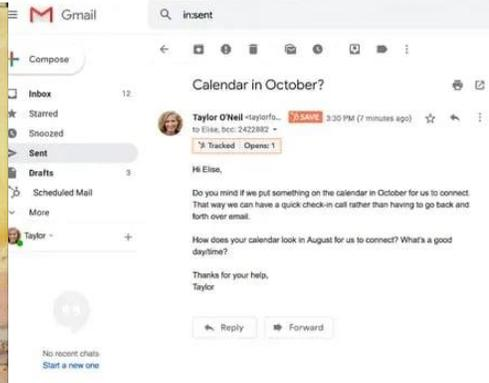 Gmail
in:sent
Compose
Inbox 12
Starred
Snoozed
Sent
Drafts 3
Scheduled Mail
More
Taylor
No recent chats
Start a new one
Calendar in October?
Taylor O'Neil <taylorfo... SAVE 3:30 PM (7 minutes ago)
to Elise, bcc: 2422882
Tracked Opens: 1
Hi Elise,
Do you mind if we put something on the calendar in October for us to connect.
That way we can have a quick check-in call rather than having to go back and
forth over email.
How does your calendar look in August for us to connect? What's a good
day/time?
Thanks for your help,
Taylor
Reply Forward